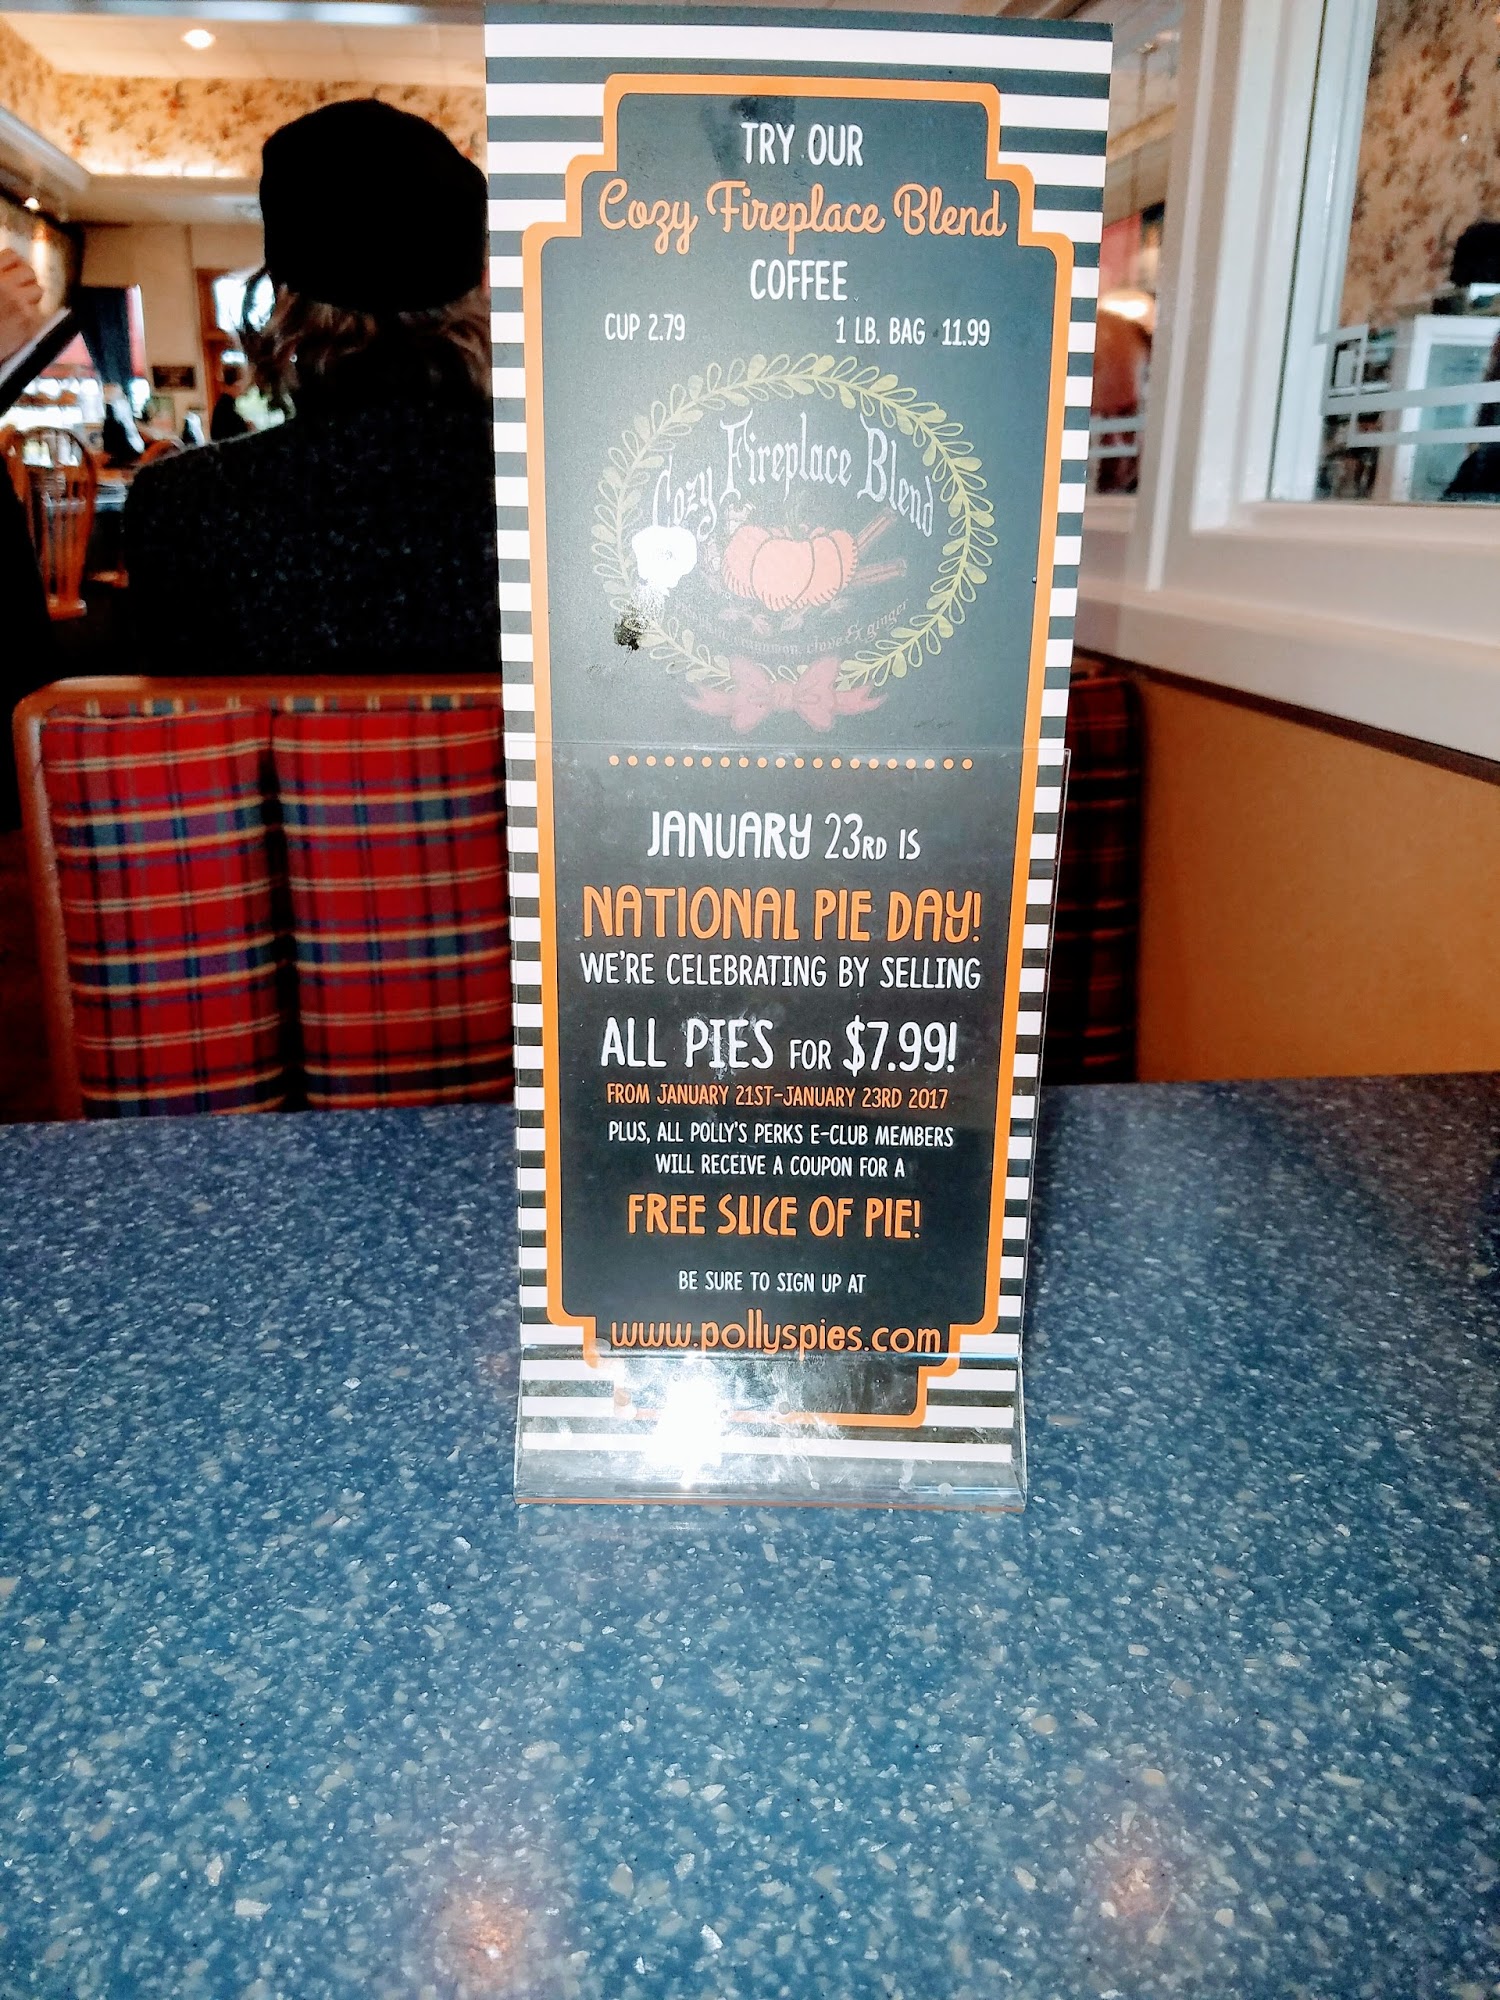 TRY OUR
Cozy Fireplace Blend
COFFEE
CUP 2.79 1 LB. BAG 11.99
Cozy Fireplace Blend
cinnamon, clove & ginger
JANUARY 23RD IS
NATIONAL PIE DAY!
WE'RE CELEBRATING BY SELLING
ALL PIES FOR $7.99!
FROM JANUARY 21ST-JANUARY 23RD 2017
PLUS, ALL POLLY'S PERKS E-CLUB MEMBERS
WILL RECEIVE A COUPON FOR A
FREE SLICE OF PIE!
BE SURE TO SIGN UP AT
www.pollyspies.com